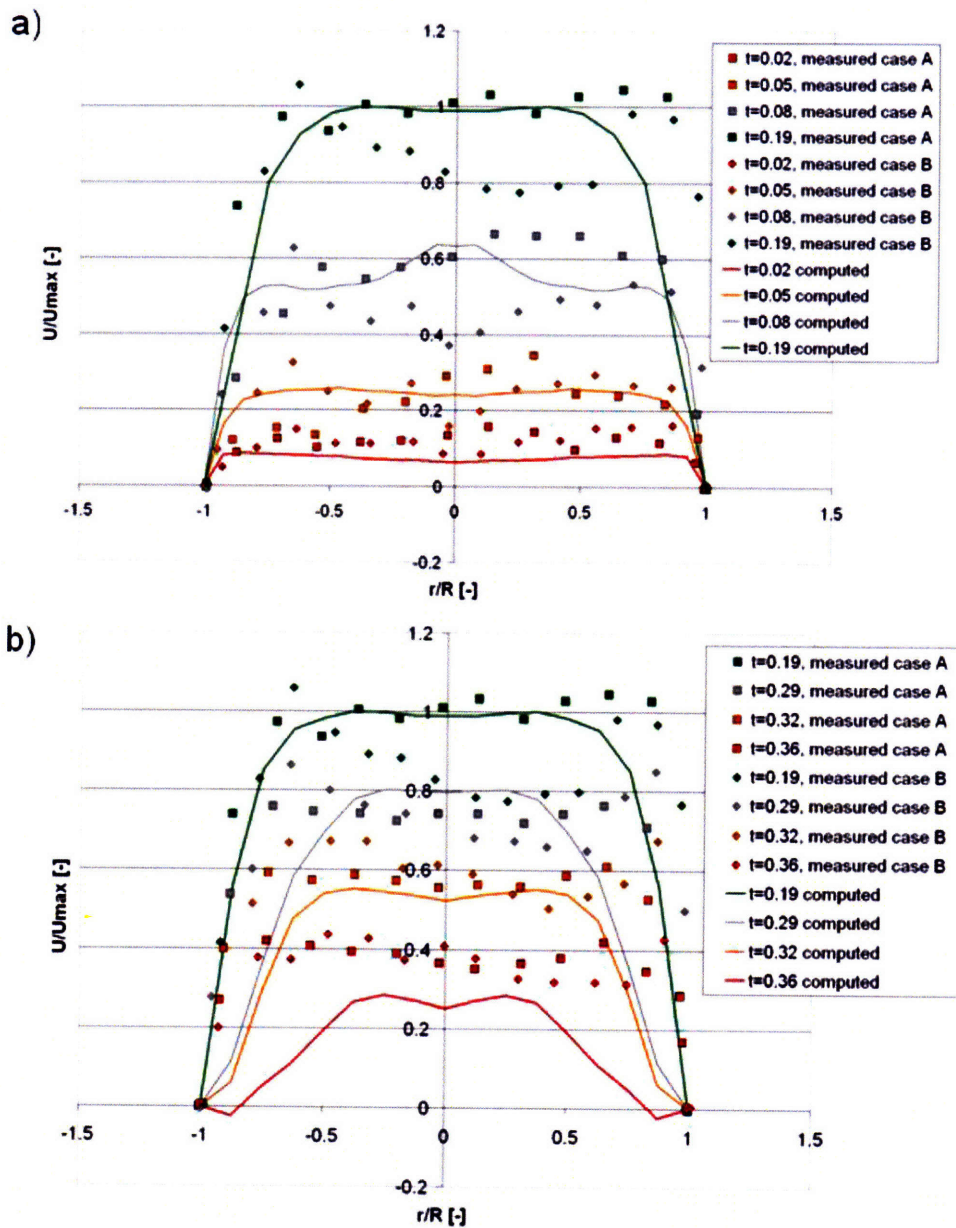 a)
1.2
1
0.8
0.6
0.4
0.2
0
-0.2
-1.5
-1
-0.5
0
0.5
1
1.5
U/Umax [-]
r/R [-]
t=0.02, measured case A
t=0.05, measured case A
t=0.08, measured case A
t=0.19, measured case A
t=0.02, measured case B
t=0.05, measured case B
t=0.08, measured case B
t=0.19, measured case B
t=0.02 computed
t=0.05 computed
t=0.08 computed
t=0.19 computed
b)
1.2
1
0.8
0.6
0.4
0.2
0
-0.2
-1.5
-1
-0.5
0
0.5
1
1.5
U/Umax [-]
r/R [-]
t=0.19, measured case A
t=0.29, measured case A
t=0.32, measured case A
t=0.36, measured case A
t=0.19, measured case B
t=0.29, measured case B
t=0.32, measured case B
t=0.36, measured case B
t=0.19 computed
t=0.29 computed
t=0.32 computed
t=0.36 computed